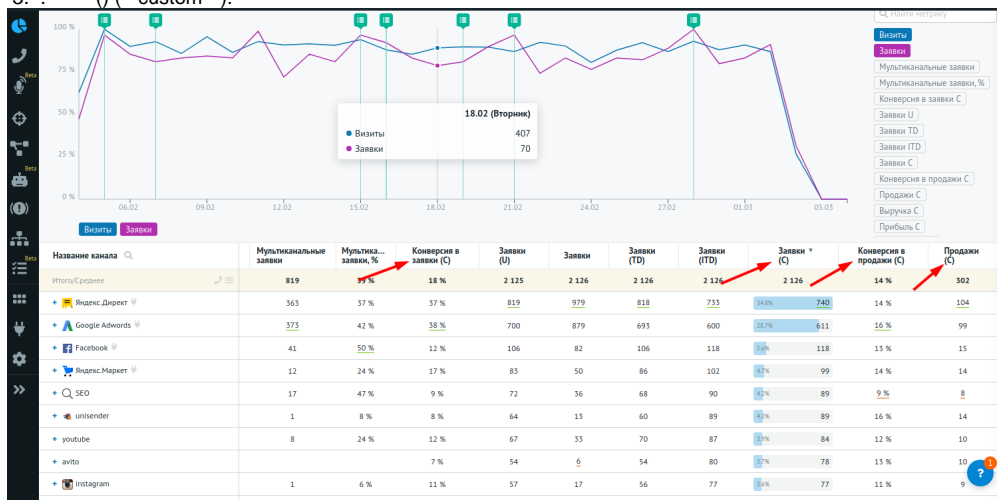 3. . () ( custom ).
Найти метрику
100 %
75 %
50 %
25 %
0 %
Beta
Beta
Beta
18.02 (Вторник)
Визиты 407
Заявки 70
06.02 09.02 12.02 15.02 18.02 21.02 24.02 27.02 01.03 05.03
Визиты Заявки
Визиты
Заявки
Мультиканальные заявки
Мультиканальные заявки, %
Конверсия в заявки C
Заявки U
Заявки TD
Заявки ITD
Заявки C
Конверсия в продажи C
Продажи C
Выручка C
Прибыль C
Название канала Мультиканальные заявки Мультика... заявки, % Конверсия в заявки (C) Заявки (U) Заявки Заявки (TD) Заявки (ITD) Заявки (C) Конверсия в продажи (C) Продажи (C)
Итого/Среднее 819 39 % 18 % 2 125 2 126 2 126 2 126 2 126 14 % 302
+ Яндекс.Директ 363 37 % 37 % 819 979 818 733 34.8% 740 14 % 104
+ Google Adwords 373 42 % 38 % 700 879 693 600 28.7% 611 16 % 99
+ Facebook 41 50 % 12 % 106 82 106 118 5.6% 118 13 % 15
+ Яндекс.Маркет 12 24 % 17 % 83 50 86 102 4.7% 99 14 % 14
+ SEO 17 47 % 9 % 72 36 68 90 4.2% 89 9 % 8
+ unisender 1 8 % 8 % 64 13 60 89 4.2% 89 16 % 14
+ youtube 8 24 % 12 % 67 33 70 87 3.9% 84 12 % 10
+ avito 7 % 54 6 54 80 3.7% 78 13 % 10
+ instagram 1 6 % 11 % 57 17 56 77 3.6% 77 11 % 9
? 1